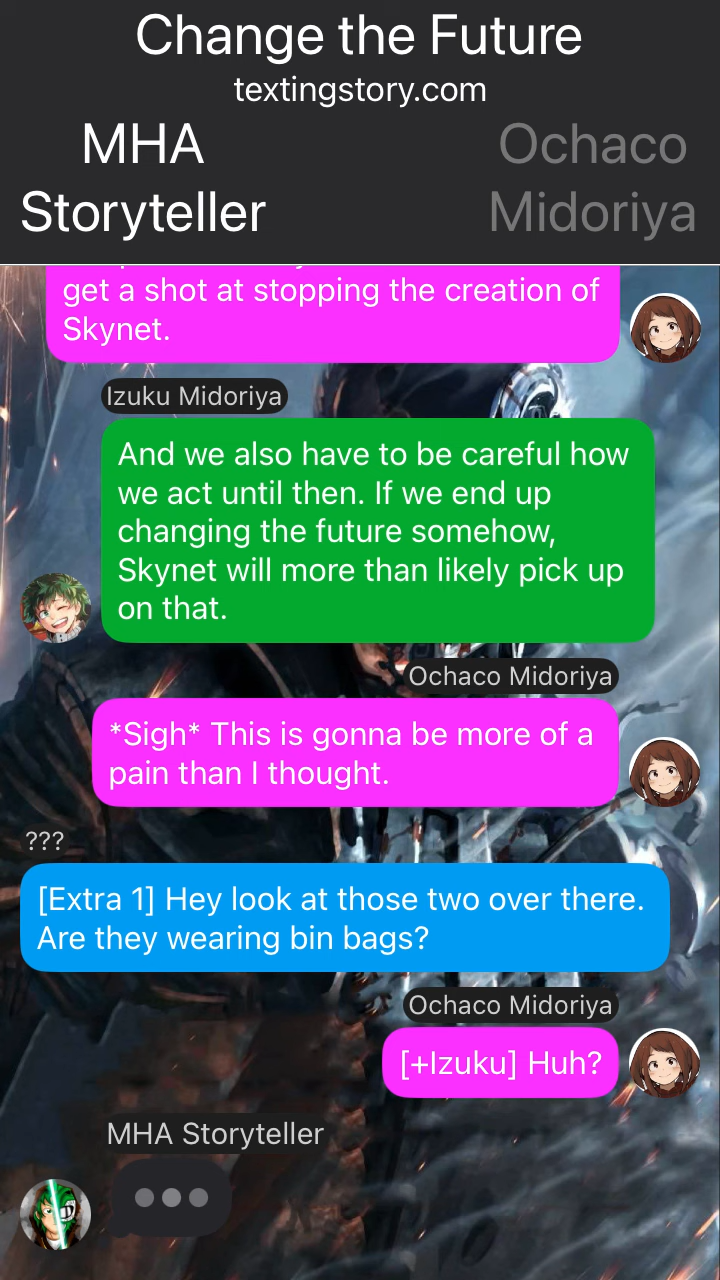 Change the Future
textingstory.com
MHA
Storyteller
Ochaco
Midoriya
get a shot at stopping the creation of
Skynet.
Izuku Midoriya
And we also have to be careful how
we act until then. If we end up
changing the future somehow,
Skynet will more than likely pick up
on that.
Ochaco Midoriya
*Sigh* This is gonna be more of a
pain than I thought.
???
[Extra 1] Hey look at those two over there.
Are they wearing bin bags?
Ochaco Midoriya
[+Izuku] Huh?
MHA Storyteller